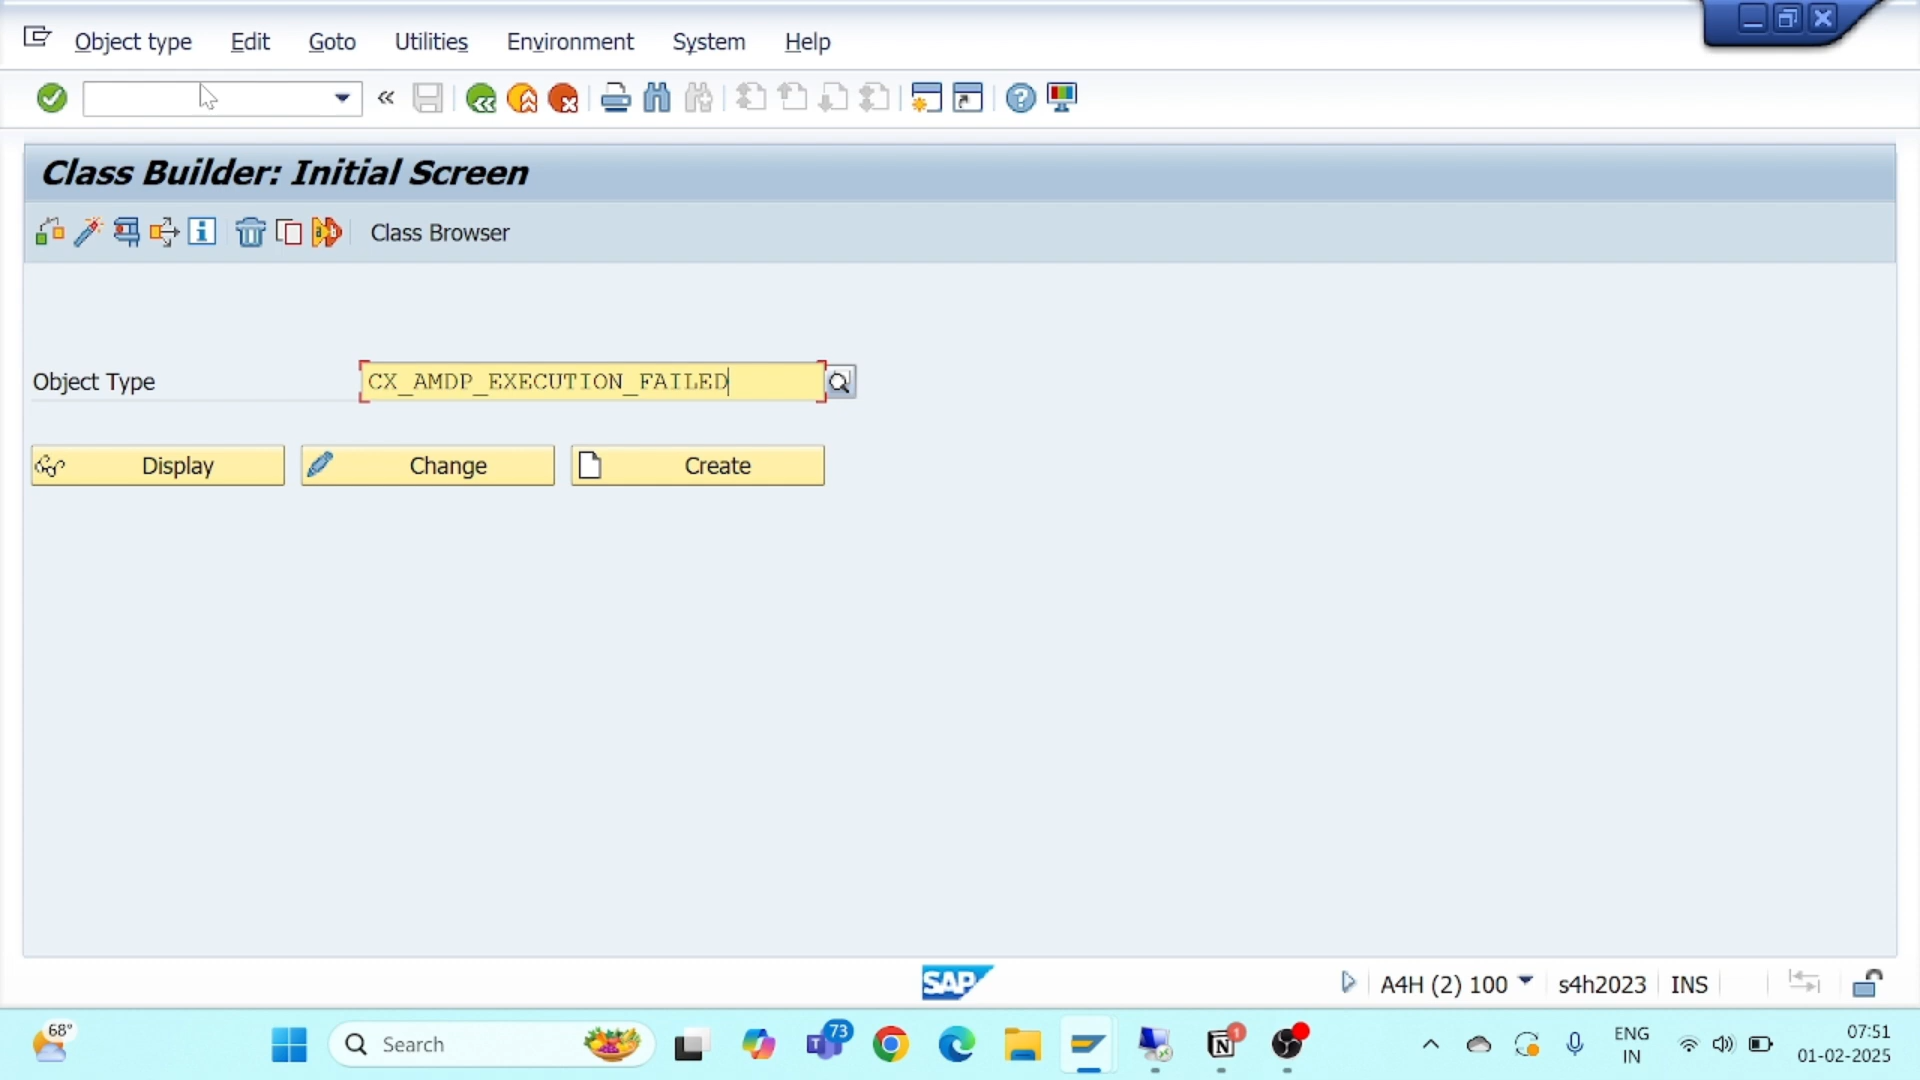 Object type Edit Goto Utilities Environment System Help
Class Builder: Initial Screen
Class Browser
Object Type CX_AMDP_EXECUTION_FAILED
Display Change Create
SAP A4H (2) 100 s4h2023 INS
68°
Search
73
1
ENG
IN
07:51
01-02-2025